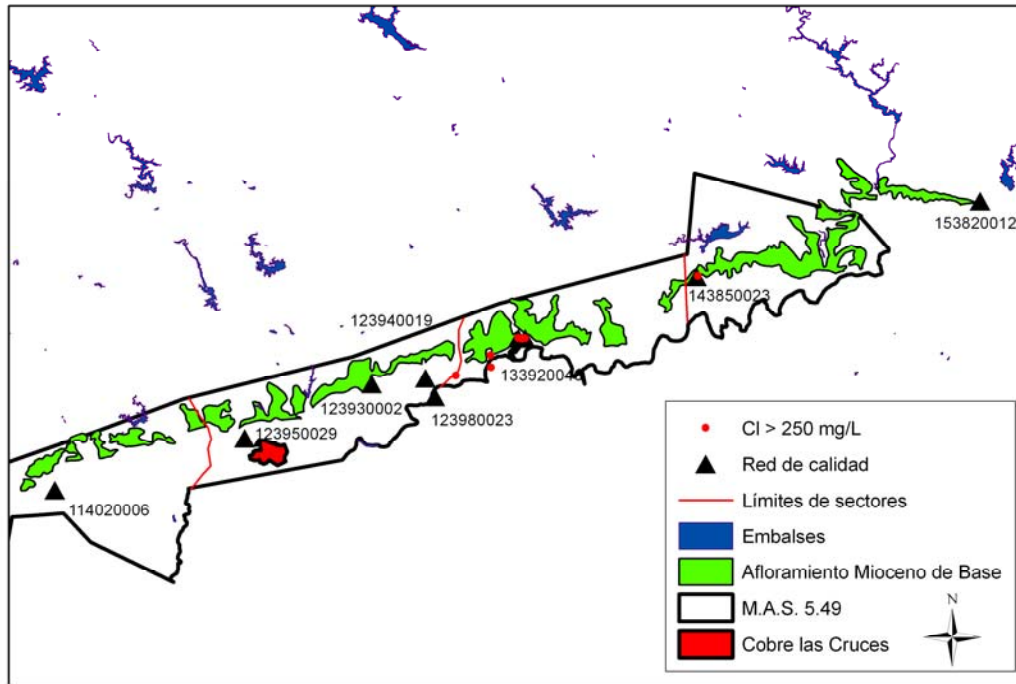 153820012
143850023
123940019
133920048
123930002
123980023
123950029
114020006
Cl > 250 mg/L
Red de calidad
Límites de sectores
Embalses
Afloramiento Mioceno de Base
M.A.S. 5.49
Cobre las Cruces
N